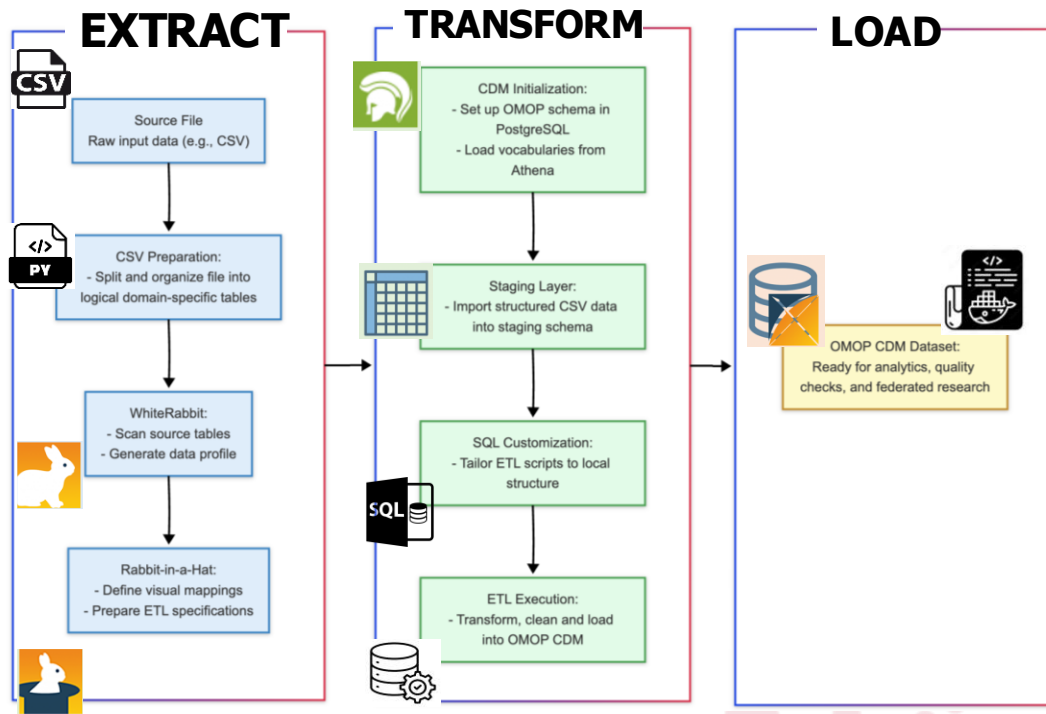 EXTRACT
CSV
Source File
Raw input data (e.g., CSV)
</>
PY
CSV Preparation:
- Split and organize file into
logical domain-specific tables
WhiteRabbit:
- Scan source tables
- Generate data profile
Rabbit-in-a-Hat:
- Define visual mappings
- Prepare ETL specifications
TRANSFORM
CDM Initialization:
- Set up OMOP schema in
PostgreSQL
- Load vocabularies from
Athena
Staging Layer:
- Import structured CSV data
into staging schema
SQL Customization:
- Tailor ETL scripts to local
structure
SQL
ETL Execution:
- Transform, clean and load
into OMOP CDM
LOAD
</>
OMOP CDM Dataset:
Ready for analytics, quality
checks, and federated research